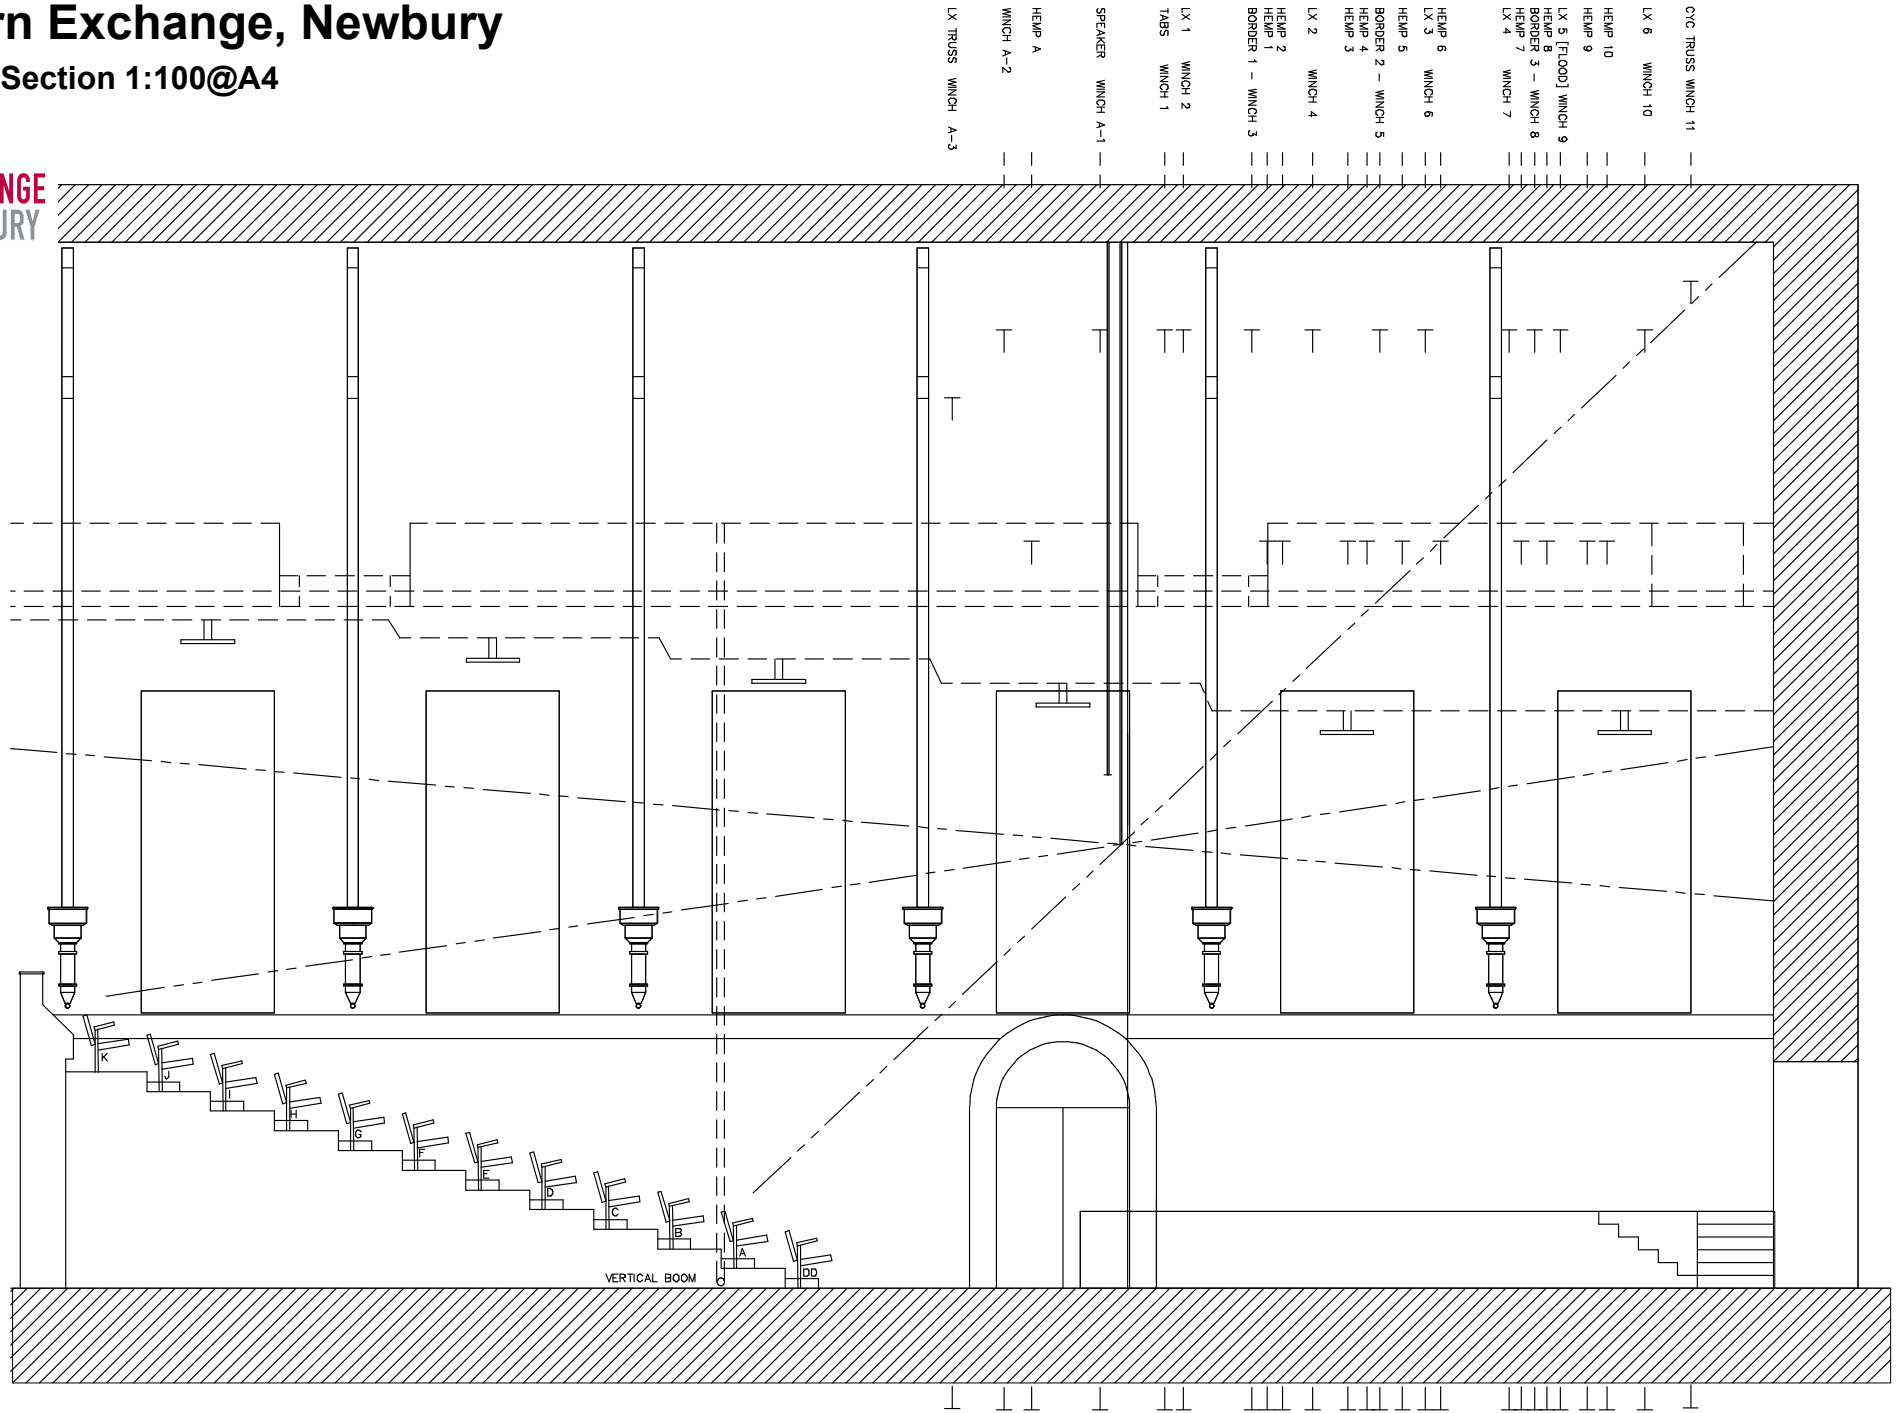 rn Exchange, Newbury
Section 1:100@A4
NGE
URY
LX TRUSS WINCH A-3
WINCH A-2
HEMP A
SPEAKER WINCH A-1
TABS WINCH 1
LX 1 WINCH 2
BORDER 1 - WINCH 3
HEMP 1
HEMP 2
LX 2 WINCH 4
HEMP 3
HEMP 4
BORDER 2 - WINCH 5
HEMP 5
LX 3 WINCH 6
HEMP 6
LX 4 WINCH 7
HEMP 7
BORDER 3 - WINCH 8
HEMP 8
LX 5 [FLOOD] WINCH 9
HEMP 9
HEMP 10
LX 6 WINCH 10
CYC TRUSS WINCH 11
K
J
I
H
G
F
E
D
C
B
A
DD
VERTICAL BOOM